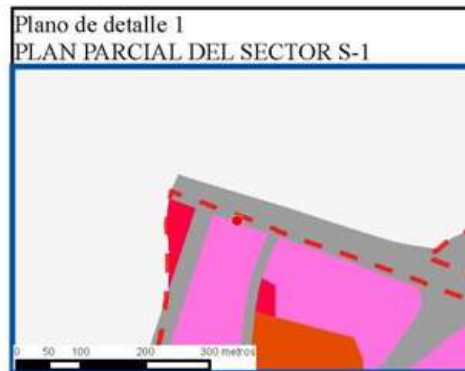 Plano de detalle 1
PLAN PARCIAL DEL SECTOR S-1
0 50 100 200 300 metros